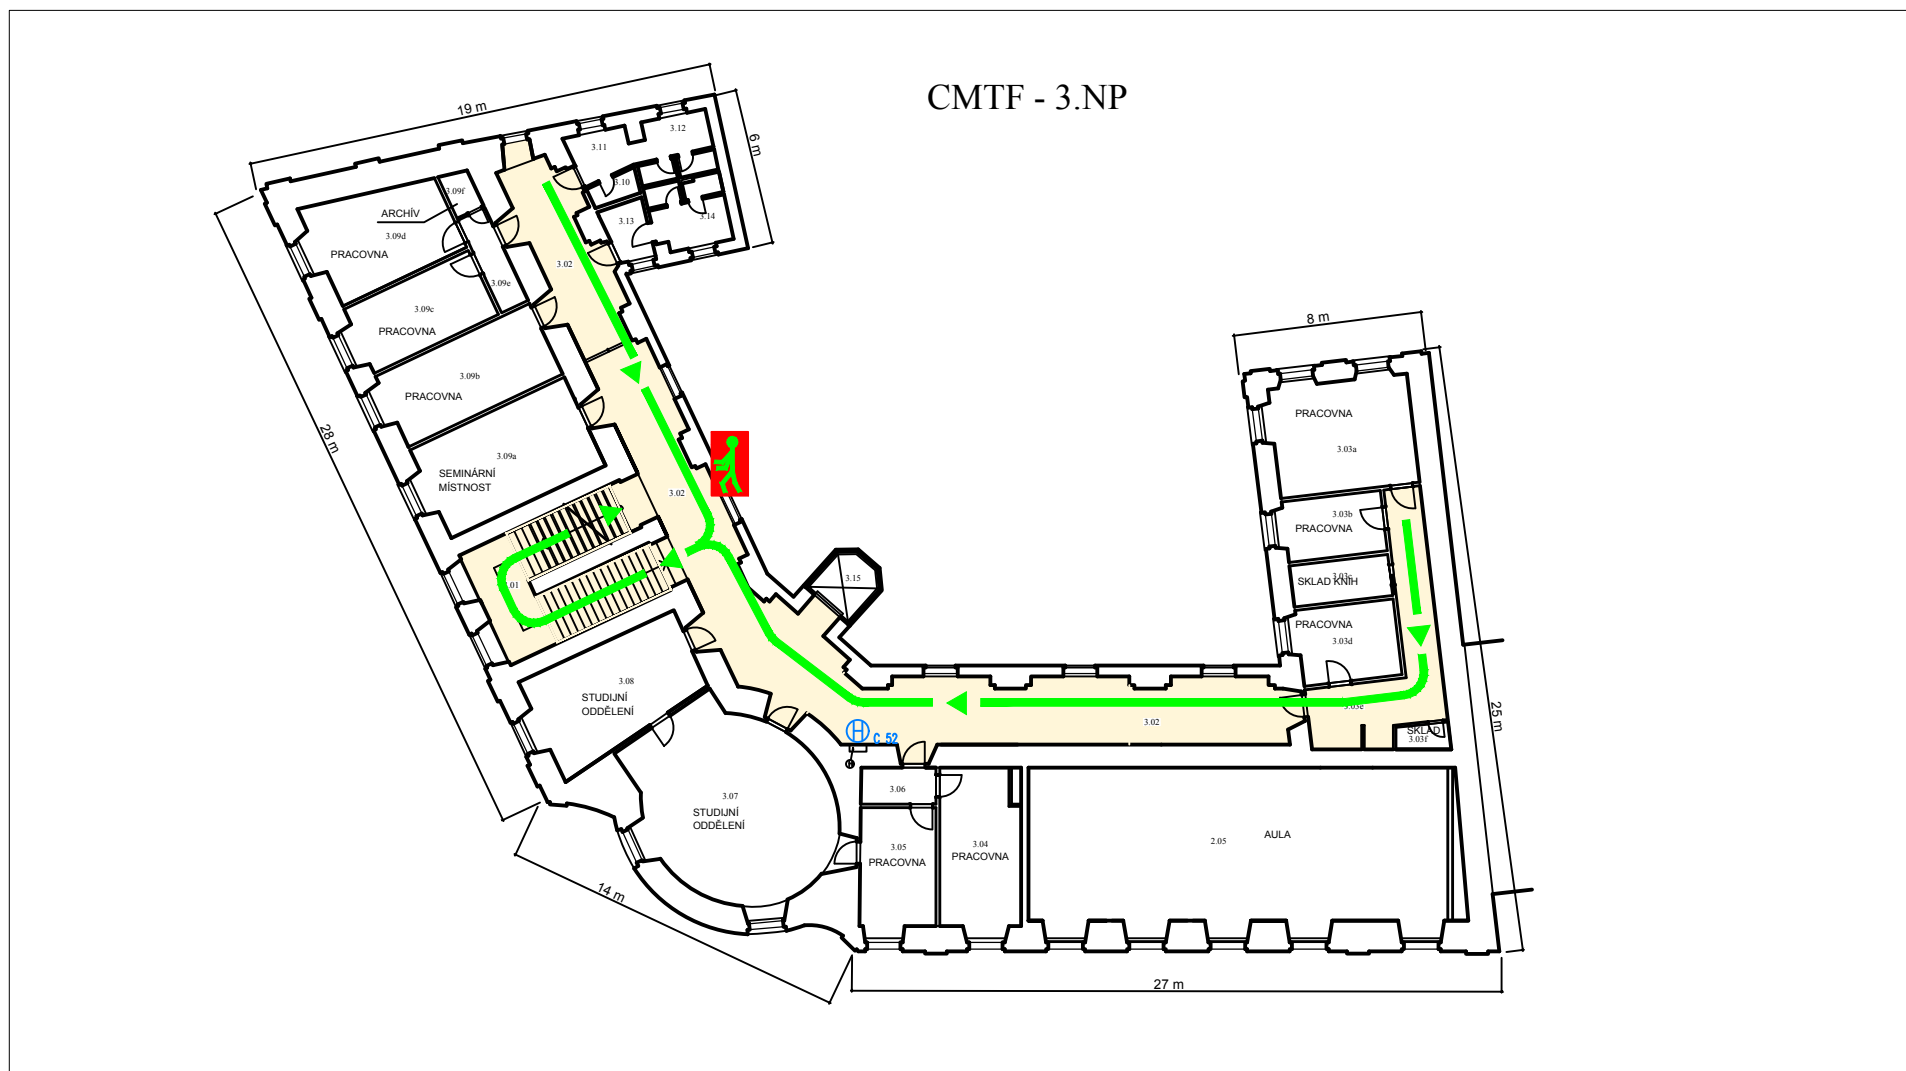 CMTF - 3.NP
19 m
6 m
3.12
3.11
3.10
3.13
3.14
3.09f
ARCHÍV
3.09d
PRACOVNA
3.02
3.09e
3.09c
PRACOVNA
3.09b
PRACOVNA
28 m
3.09a
SEMINÁRNÍ
MÍSTNOST
3.02
8 m
PRACOVNA
3.03a
3.03b
PRACOVNA
3.03c
SKLAD KNIH
PRACOVNA
3.03d
3.15
3.08
STUDIJNÍ
ODDĚLENÍ
3.02
3.03e
SKLAD
3.03f
25 m
H
C 52
H
3.07
STUDIJNÍ
ODDĚLENÍ
3.06
3.05
PRACOVNA
3.04
PRACOVNA
2.05
AULA
14 m
27 m